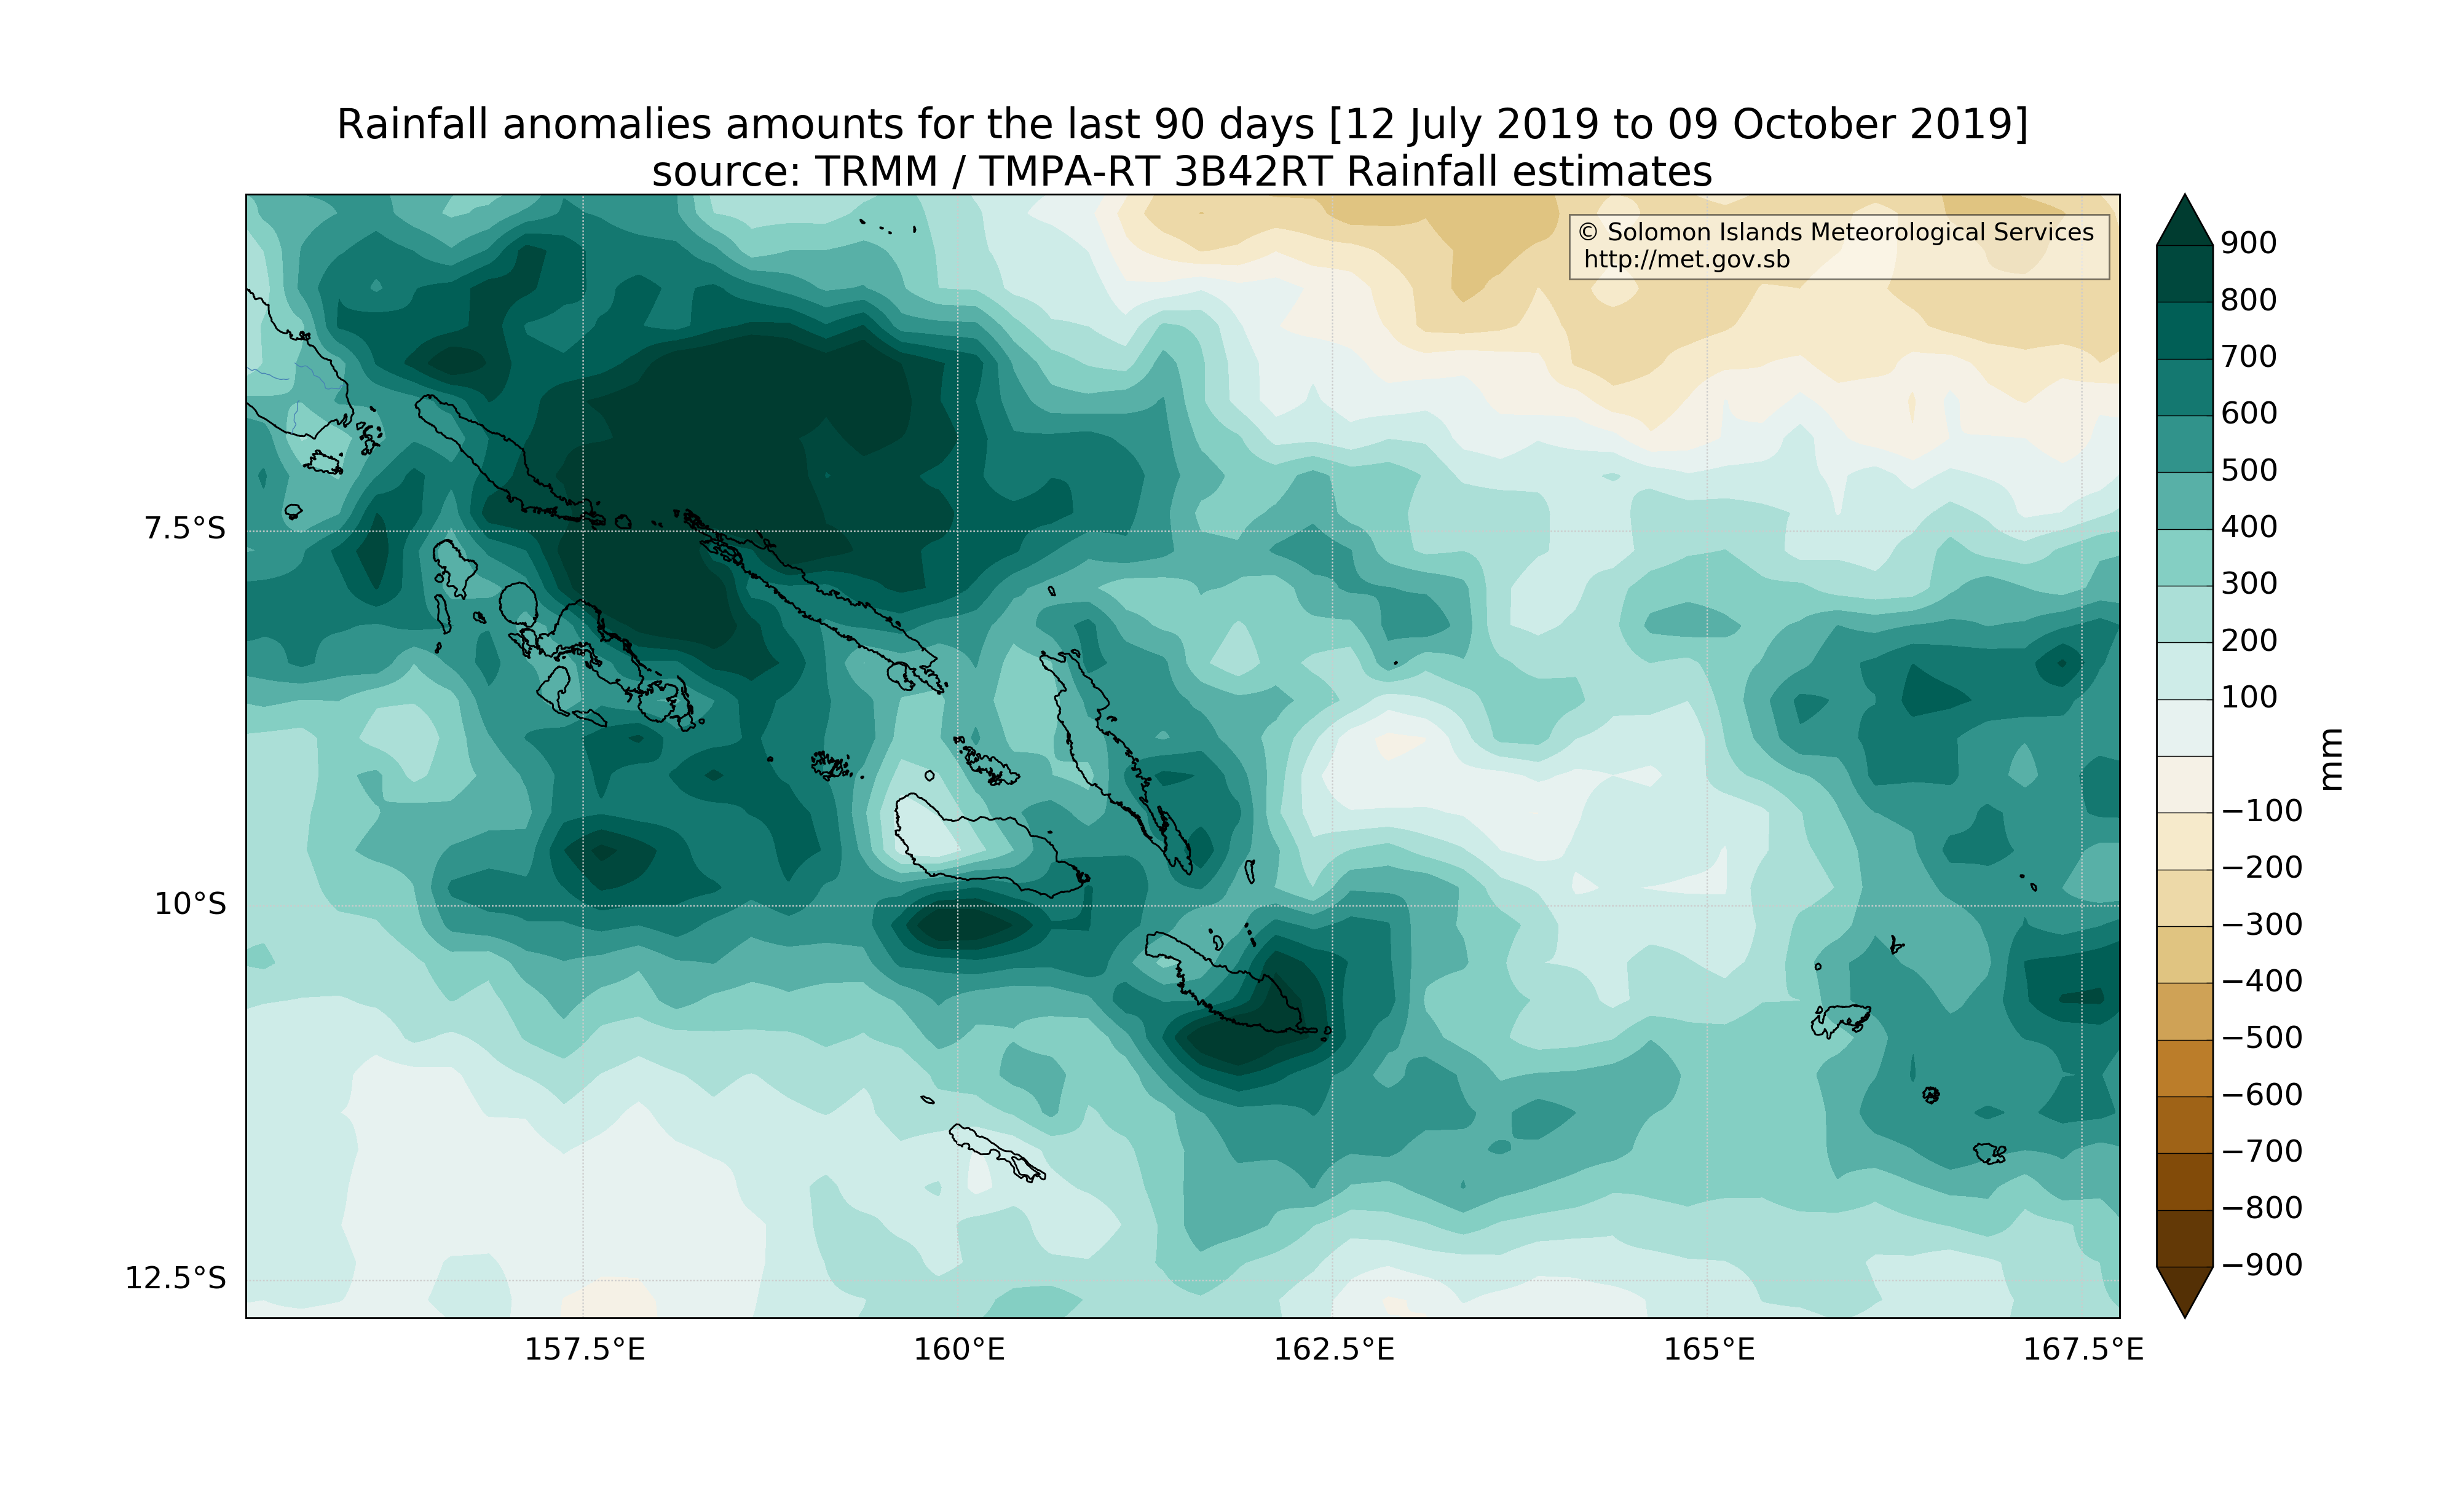 Rainfall anomalies amounts for the last 90 days [12 July 2019 to 09 October 2019]
source: TRMM / TMPA-RT 3B42RT Rainfall estimates
© Solomon Islands Meteorological Services
http://met.gov.sb
7.5°S
10°S
12.5°S
157.5°E
160°E
162.5°E
165°E
167.5°E
900
800
700
600
500
400
300
200
100
−100
−200
−300
−400
−500
−600
−700
−800
−900
mm